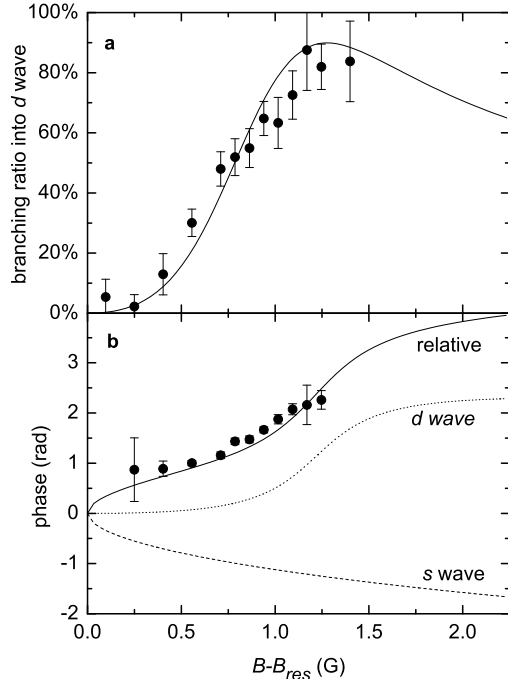 100%
80%
60%
40%
20%
0%
branching ratio into d wave
a
b
relative
d wave
s wave
3
2
1
0
-1
-2
phase (rad)
0.0 0.5 1.0 1.5 2.0
B-Bres (G)